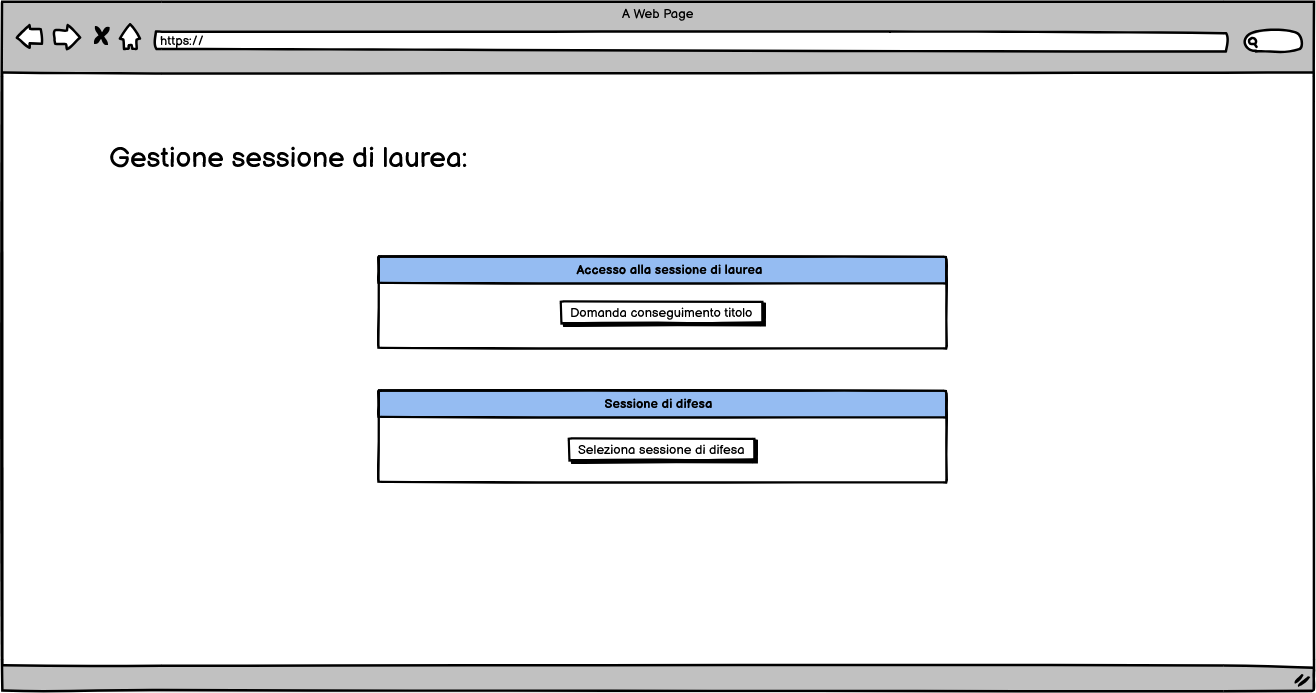 A Web Page
https://
Gestione sessione di laurea:
Accesso alla sessione di laurea
Domanda conseguimento titolo
Sessione di difesa
Seleziona sessione di difesa